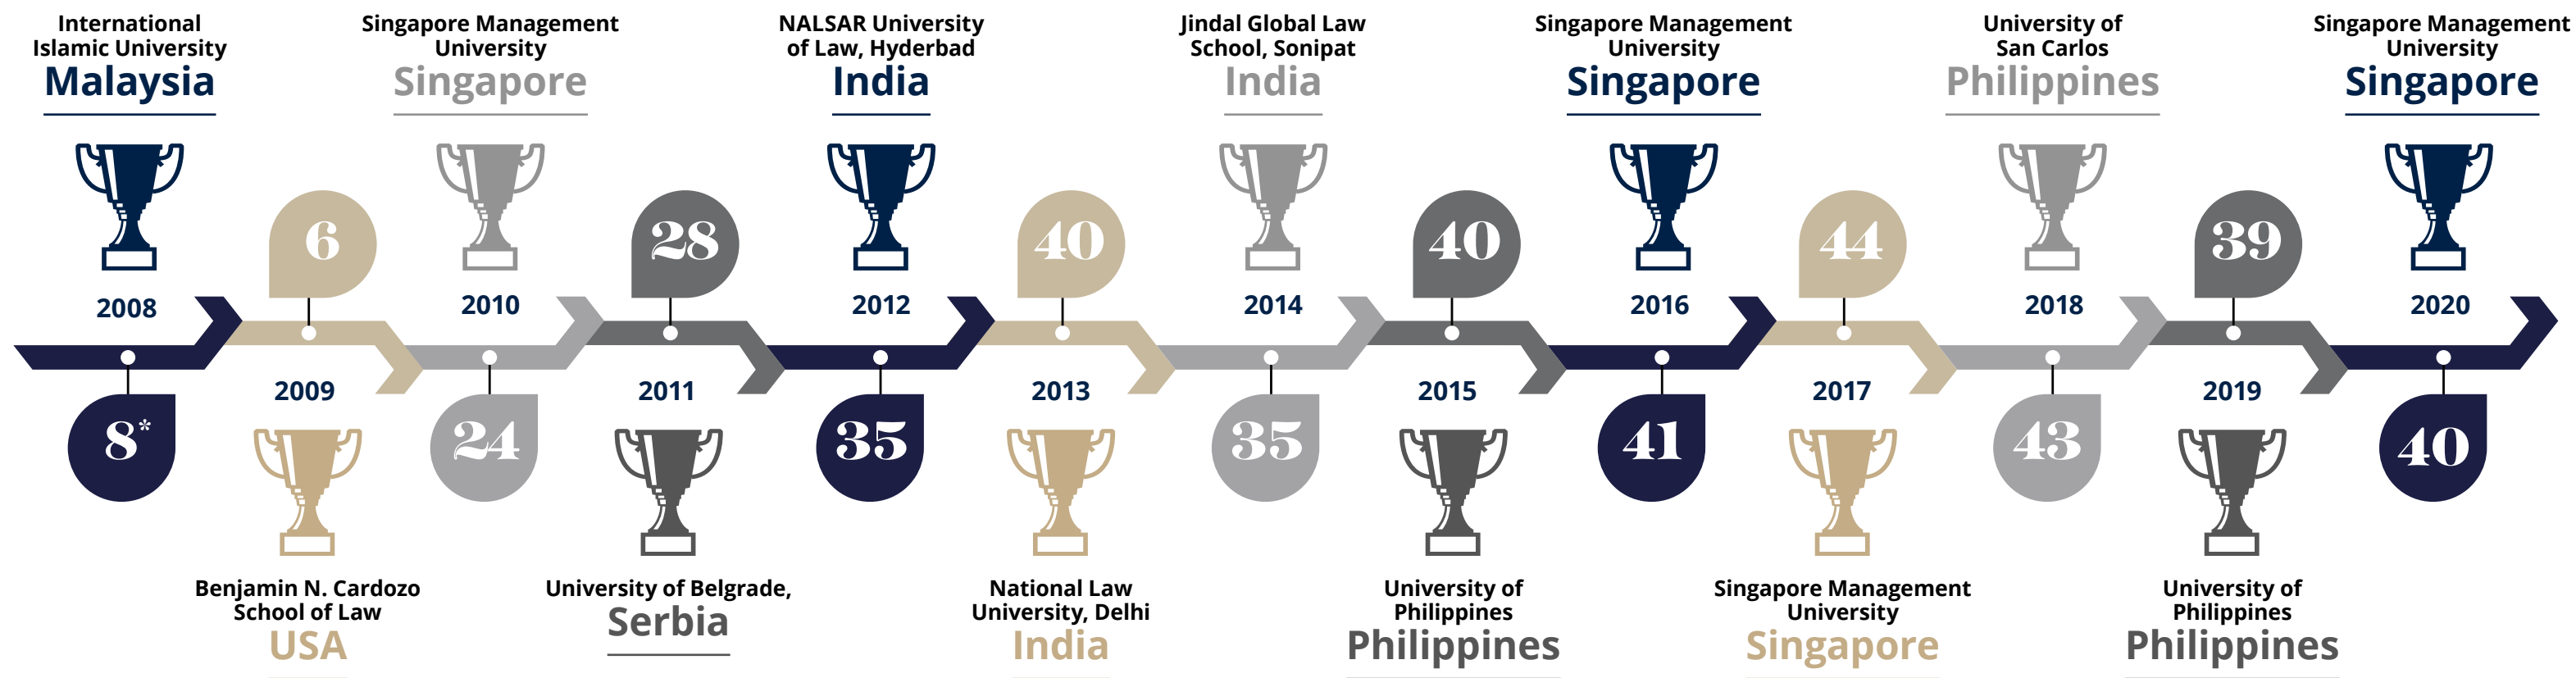 International
Islamic University
Malaysia
2008
8*
6
2009
Benjamin N. Cardozo
School of Law
USA
Singapore Management
University
Singapore
2010
24
28
2011
University of Belgrade,
Serbia
NALSAR University
of Law, Hyderbad
India
2012
35
40
2013
National Law
University, Delhi
India
Jindal Global Law
School, Sonipat
India
2014
35
40
2015
University of
Philippines
Philippines
Singapore Management
University
Singapore
2016
41
44
2017
Singapore Management
University
Singapore
University of
San Carlos
Philippines
2018
43
39
2019
University of
Philippines
Philippines
Singapore Management
University
Singapore
2020
40